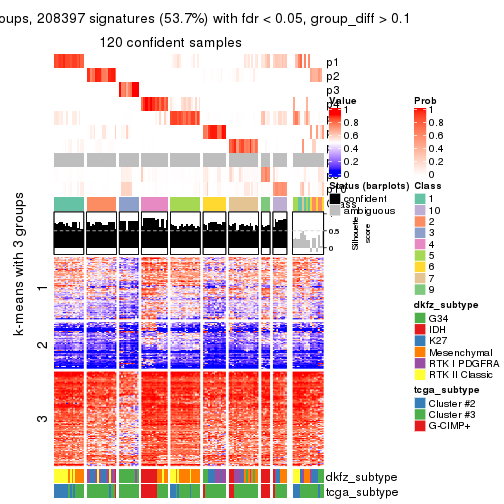 oups, 208397 signatures (53.7%) with fdr < 0.05, group_diff > 0.1
120 confident samples
p1
p2
p3
p4
Value
1
0.8
0.6
0.4
0.2
0
Prob
1
0.8
0.6
0.4
0.2
0
Status (barplots)
confident
ambiguous
Class
1
10
2
3
4
5
6
7
9
0.5
0
Silhouette
score
k-means with 3 groups
1
2
3
dkfz_subtype
G34
IDH
K27
Mesenchymal
RTK I PDGFRA
RTK II Classic
tcga_subtype
Cluster #2
Cluster #3
G-CIMP+
dkfz_subtype
tcga_subtype